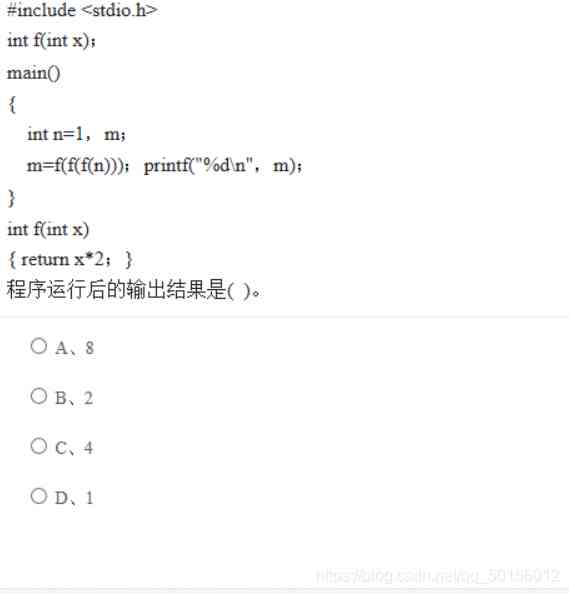 #include <stdio.h>
int f(int x);
main()
{
int n=1，m；
m=f(f(f(n)))；printf("%d\n"，m)；
}
int f(int x)
{ return x*2；}
程序运行后的输出结果是( )。
A、8
B、2
C、4
D、1
https://blog.csdn.net/qq_50156012